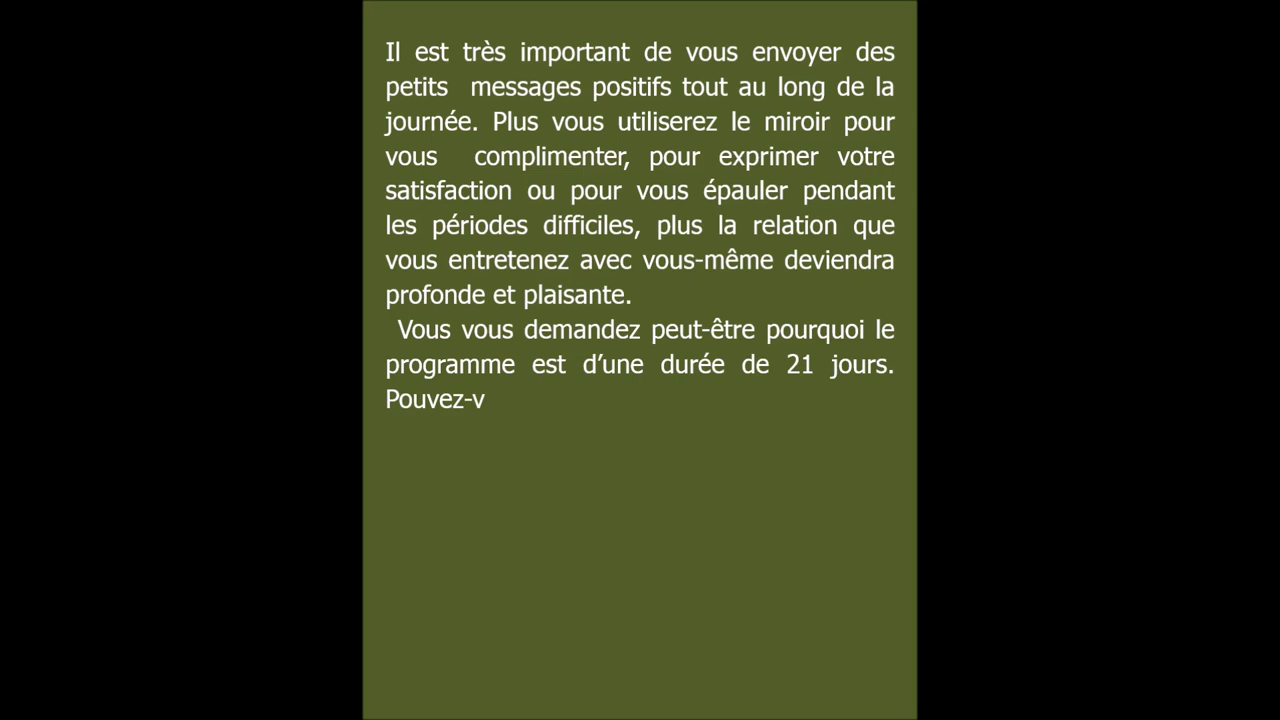 Il est très important de vous envoyer des
petits messages positifs tout au long de la
journée. Plus vous utiliserez le miroir pour
vous complimenter, pour exprimer votre
satisfaction ou pour vous épauler pendant
les périodes difficiles, plus la relation que
vous entretenez avec vous-même deviendra
profonde et plaisante.
Vous vous demandez peut-être pourquoi le
programme est d’une durée de 21 jours.
Pouvez-v